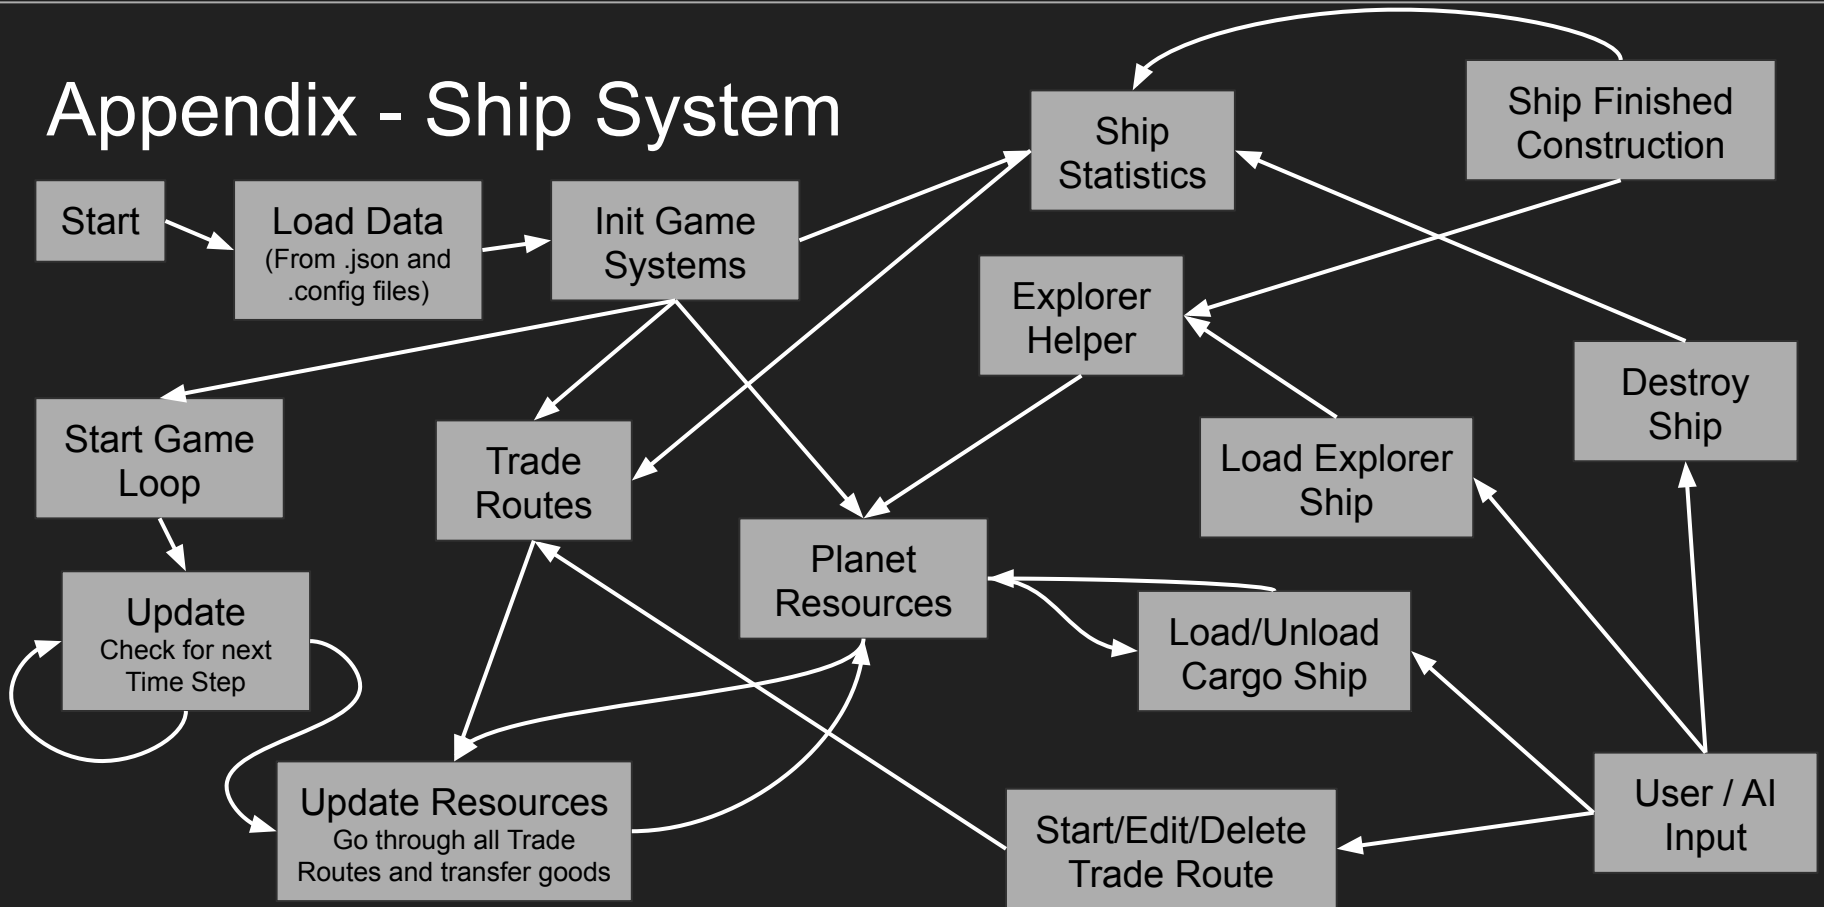 Appendix - Ship System
Start
Load Data
(From .json and
.config files)
Init Game
Systems
Ship
Statistics
Ship Finished
Construction
Explorer
Helper
Destroy
Ship
Start Game
Loop
Trade
Routes
Load Explorer
Ship
Planet
Resources
Update
Check for next
Time Step
Load/Unload
Cargo Ship
Update Resources
Go through all Trade
Routes and transfer goods
Start/Edit/Delete
Trade Route
User / AI
Input